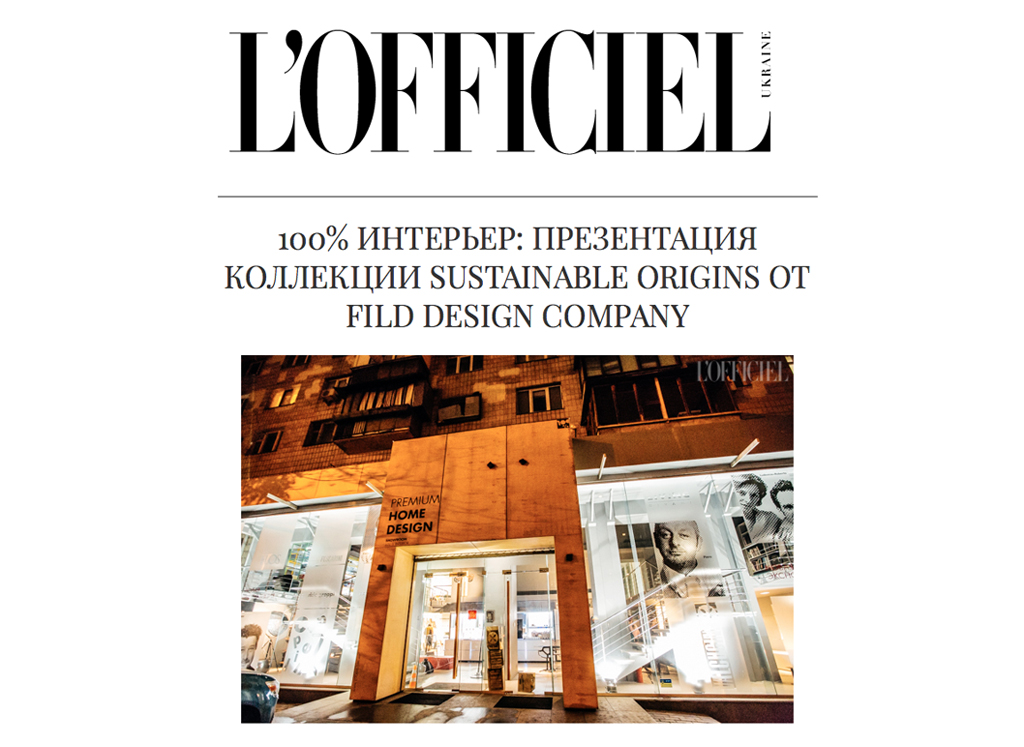 L'OFFICIEL
UKRAINE
100% ИНТЕРЬЕР: ПРЕЗЕНТАЦИЯ
КОЛЛЕКЦИИ SUSTAINABLE ORIGINS ОТ
FILD DESIGN COMPANY
L'OFFICIEL
PREMIUM
HOME
DESIGN